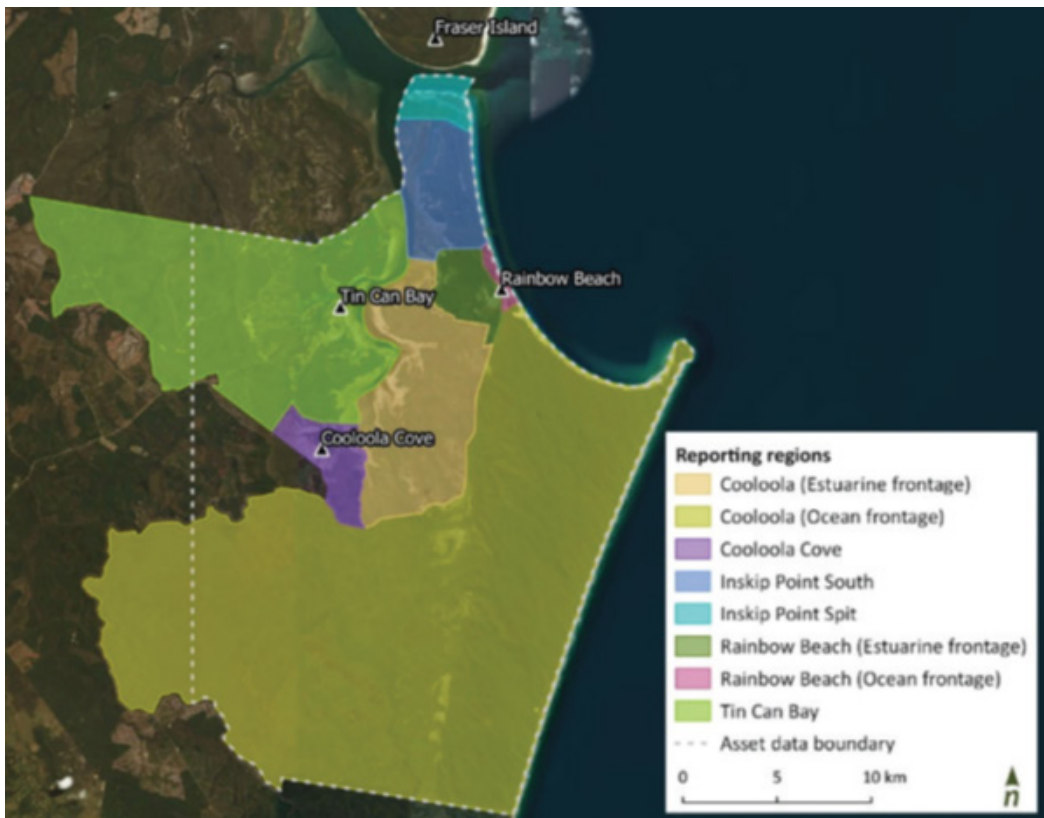 Fraser Island
Rainbow Beach
Tin Can Bay
Cooloola Cove
Reporting regions
Cooloola (Estuarine frontage)
Cooloola (Ocean frontage)
Cooloola Cove
Inskip Point South
Inskip Point Spit
Rainbow Beach (Estuarine frontage)
Rainbow Beach (Ocean frontage)
Tin Can Bay
Asset data boundary
0 5 10 km
n